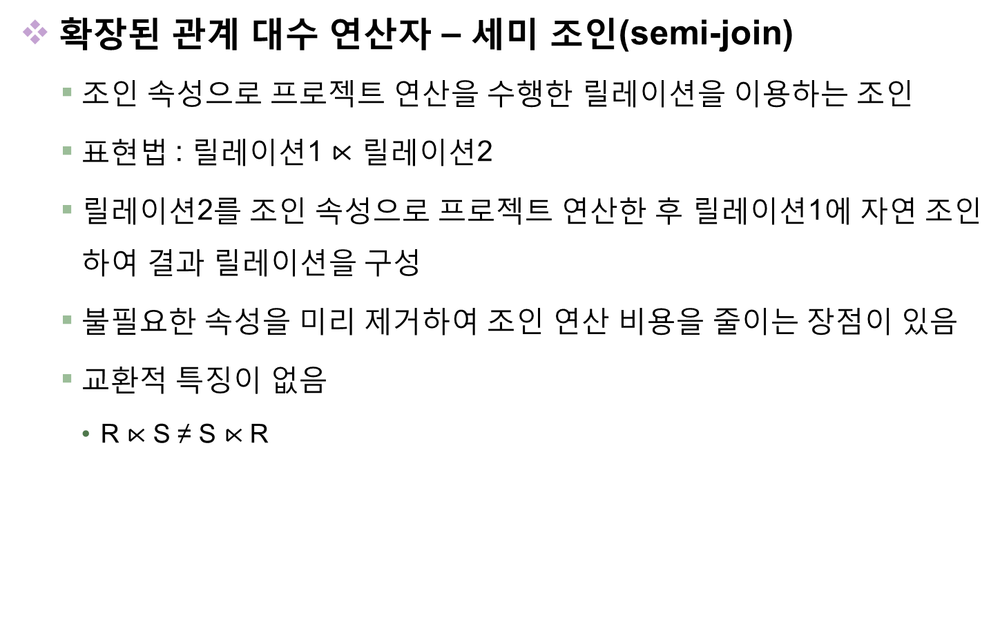 ❖ 확장된 관계 대수 연산자 – 세미 조인(semi-join)
▪ 조인 속성으로 프로젝트 연산을 수행한 릴레이션을 이용하는 조인
▪ 표현법 : 릴레이션1 ⋉ 릴레이션2
▪ 릴레이션2를 조인 속성으로 프로젝트 연산한 후 릴레이션1에 자연 조인
하여 결과 릴레이션을 구성
▪ 불필요한 속성을 미리 제거하여 조인 연산 비용을 줄이는 장점이 있음
▪ 교환적 특징이 없음
• R ⋉ S ≠ S ⋉ R